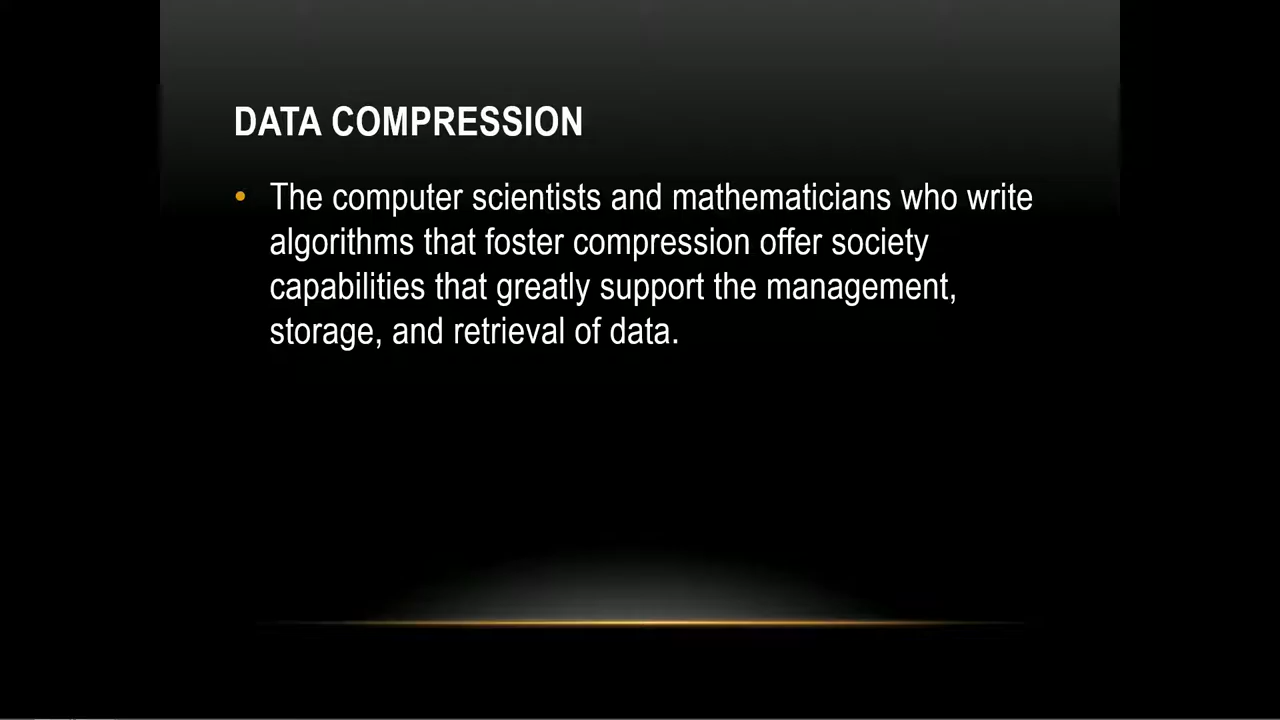 DATA COMPRESSION
• The computer scientists and mathematicians who write
algorithms that foster compression offer society
capabilities that greatly support the management,
storage, and retrieval of data.